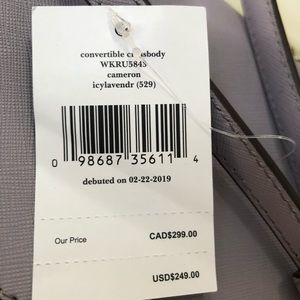 convertible crossbody
WKRU5845
cameron
icylavendr (529)
0 98687 35611 4
debuted on 02-22-2019
Our Price CAD$299.00
USD$249.00